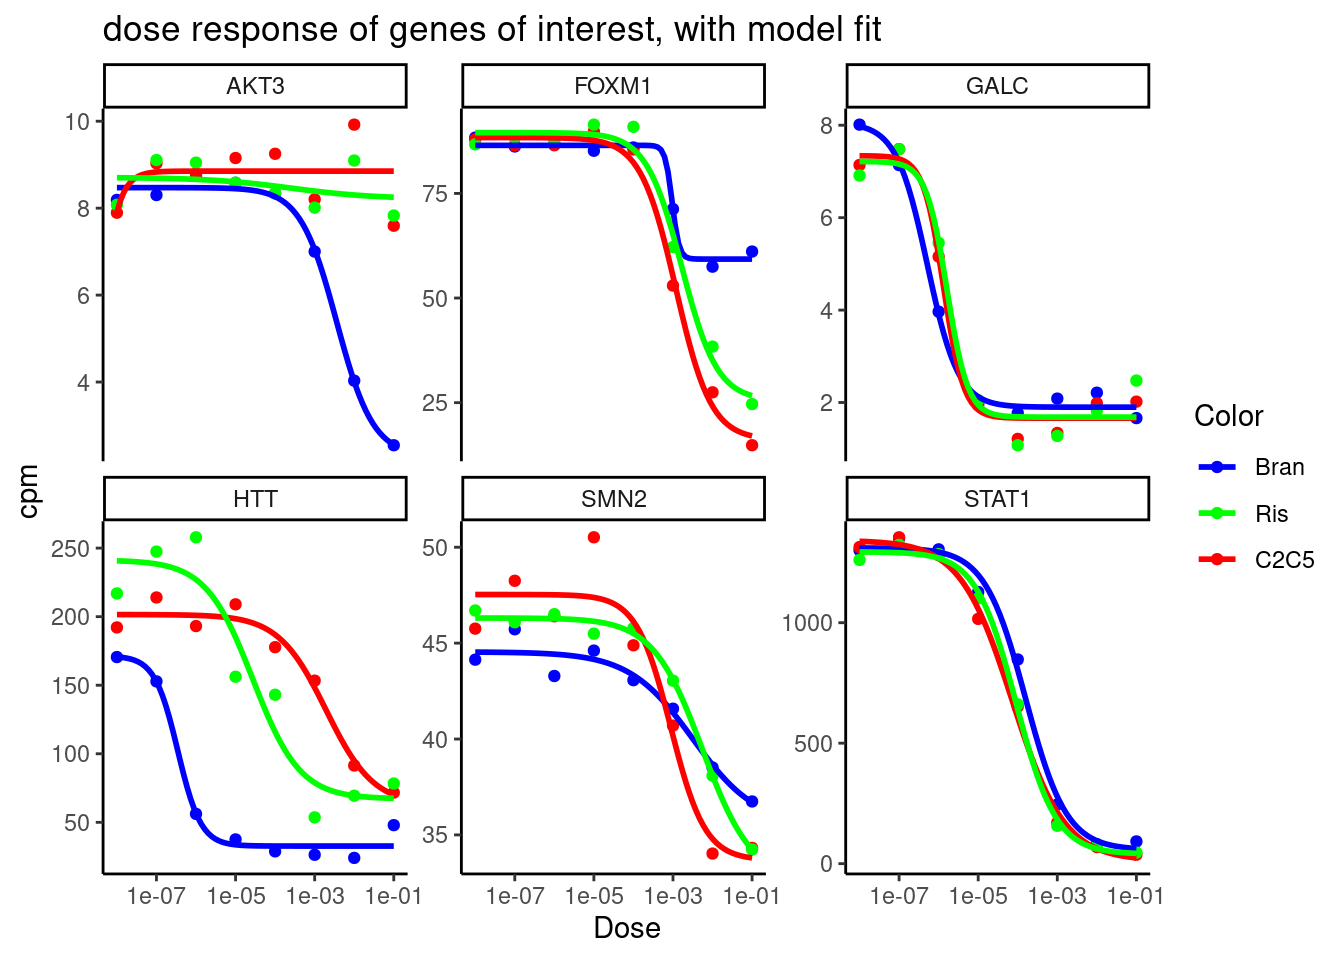 dose response of genes of interest, with model fit
AKT3
FOXM1
GALC
10
8
6
4
75
50
25
8
6
4
2
cpm
HTT
SMN2
STAT1
250
200
150
100
50
50
45
40
35
1000
500
0
1e-07 1e-05 1e-03 1e-01
1e-07 1e-05 1e-03 1e-01
1e-07 1e-05 1e-03 1e-01
Dose
Color
Bran
Ris
C2C5